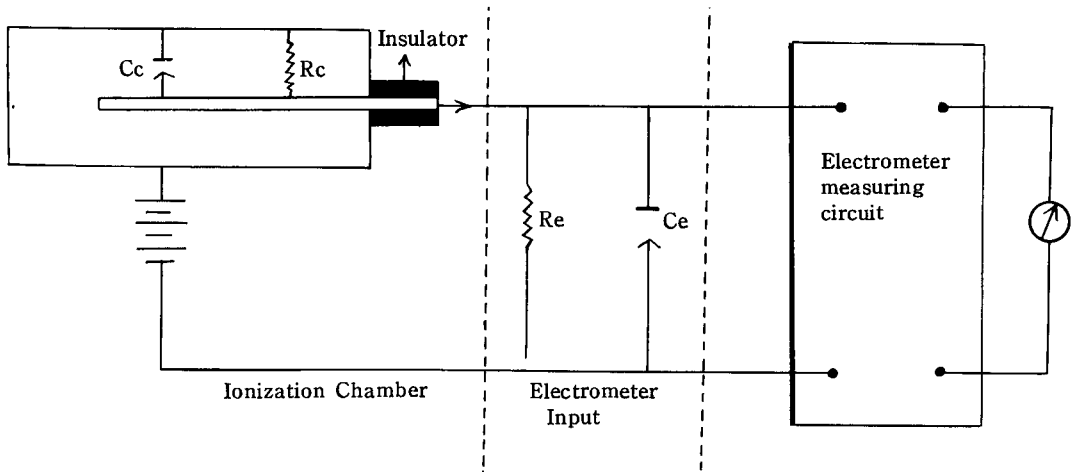 Insulator
Cc
Rc
Re
Ce
Electrometer
measuring
circuit
Ionization Chamber
Electrometer
Input